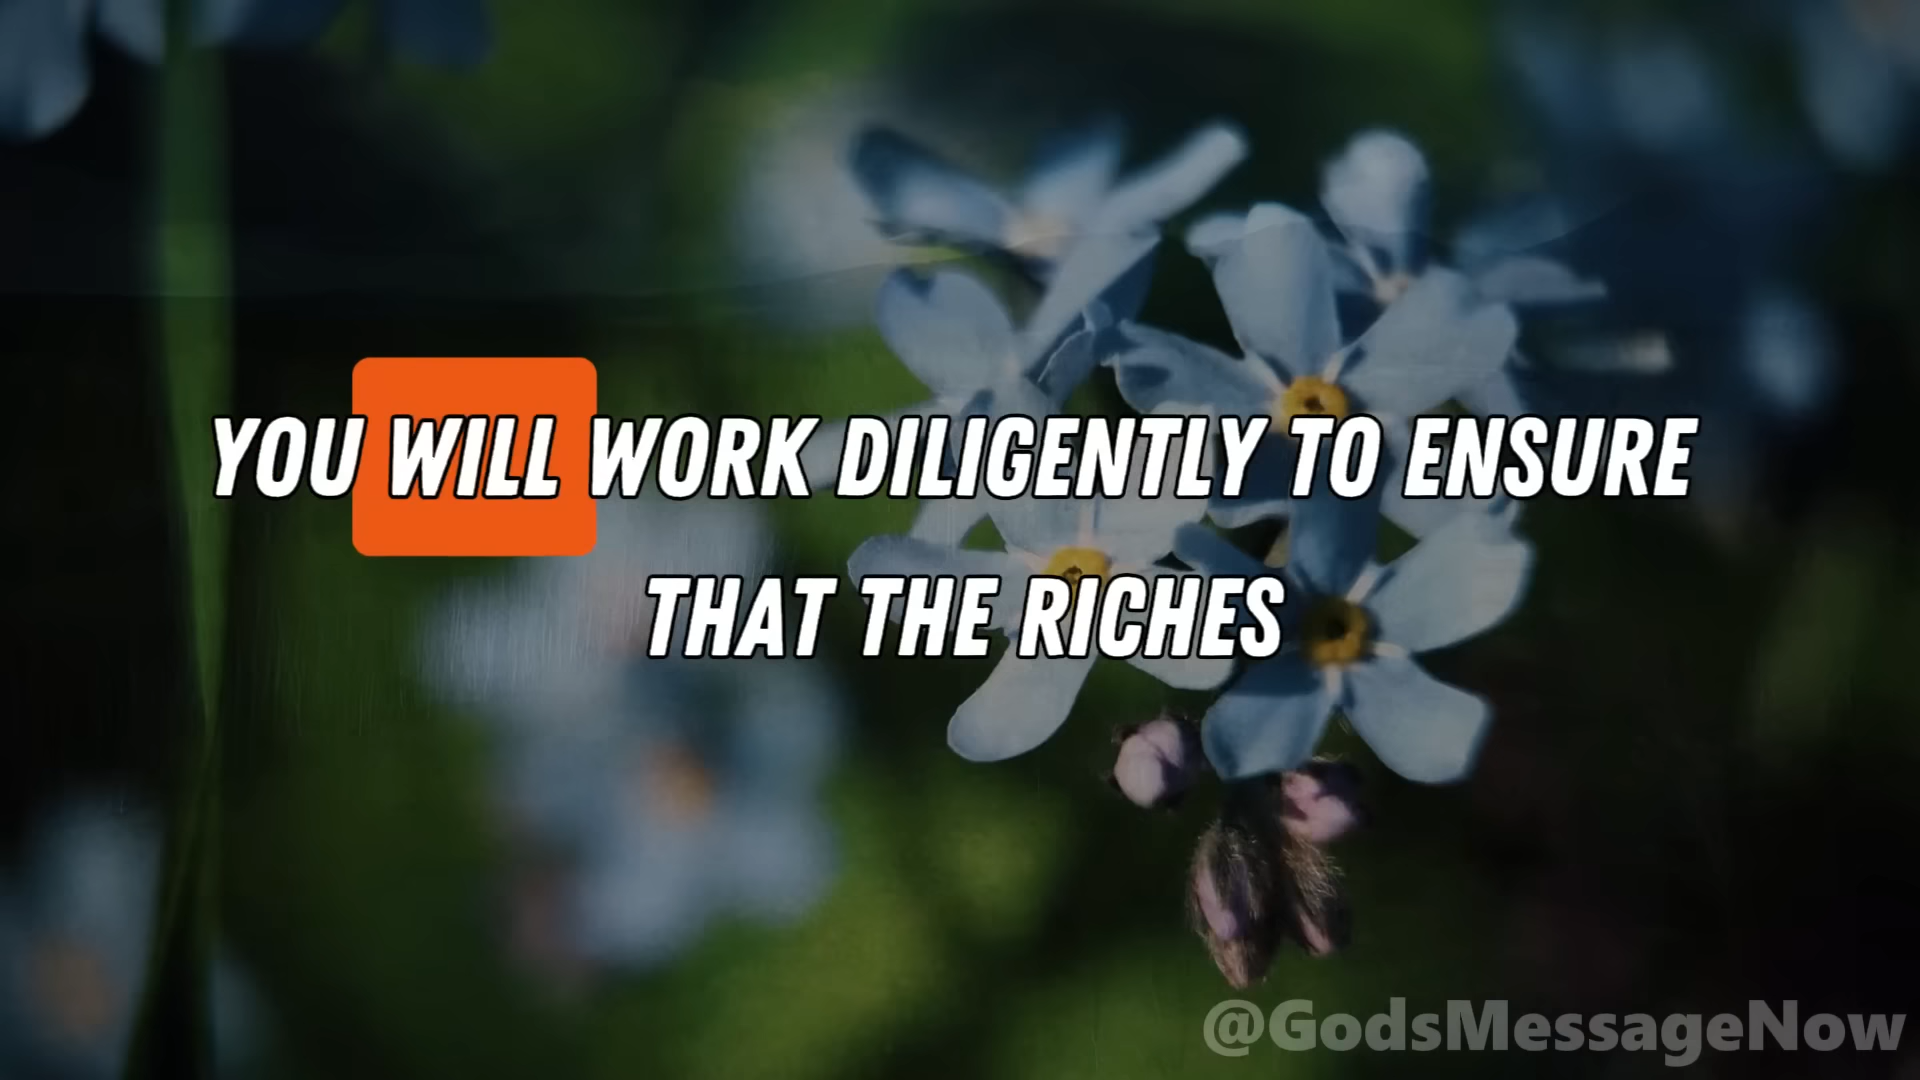 YOU WILL WORK DILIGENTLY TO ENSURE
THAT THE RICHES
@GodsMessageNow